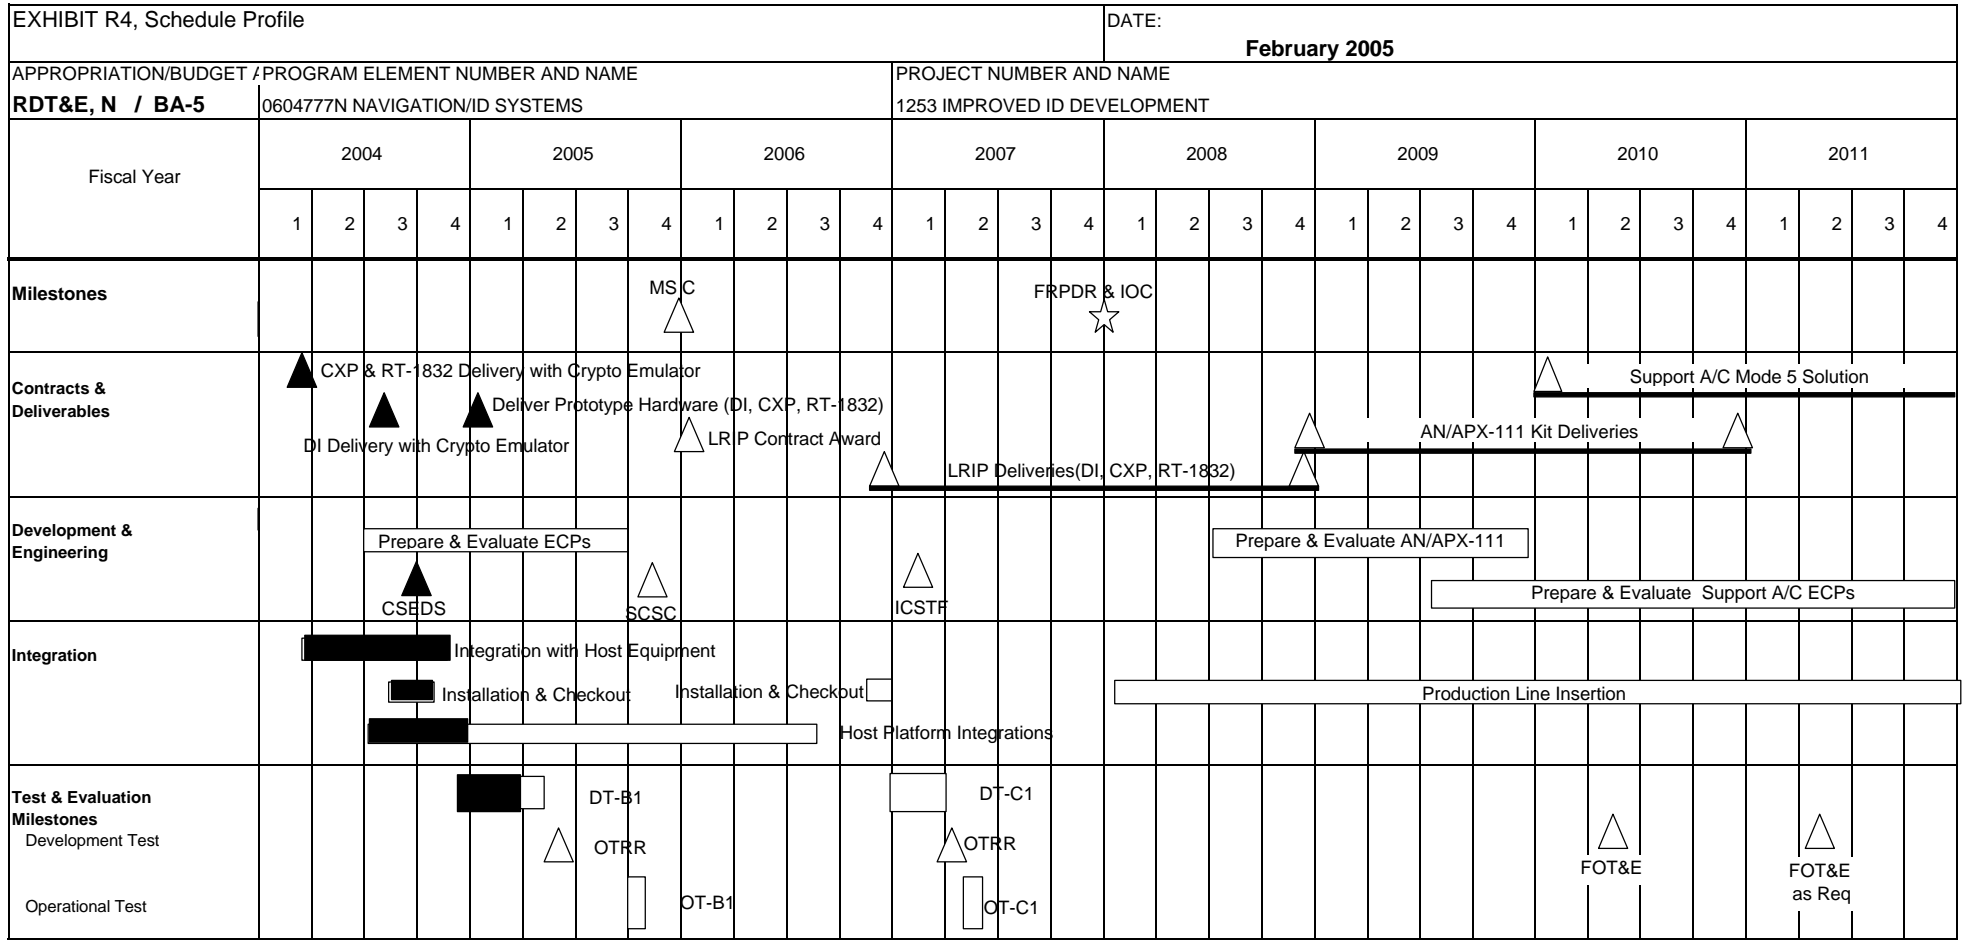 EXHIBIT R4, Schedule Profile
DATE:
February 2005
APPROPRIATION/BUDGET A
PROGRAM ELEMENT NUMBER AND NAME
PROJECT NUMBER AND NAME
RDT&E, N / BA-5
0604777N NAVIGATION/ID SYSTEMS
1253 IMPROVED ID DEVELOPMENT
Fiscal Year
2004 2005 2006 2007 2008 2009 2010 2011
1 2 3 4 1 2 3 4 1 2 3 4 1 2 3 4 1 2 3 4 1 2 3 4 1 2 3 4 1 2 3 4
Milestones
MS C
FRPDR & IOC
Contracts &
Deliverables
CXP & RT-1832 Delivery with Crypto Emulator
Support A/C Mode 5 Solution
Deliver Prototype Hardware (DI, CXP, RT-1832)
DI Delivery with Crypto Emulator
LRIP Contract Award
AN/APX-111 Kit Deliveries
LRIP Deliveries(DI, CXP, RT-1832)
Development &
Engineering
Prepare & Evaluate ECPs
Prepare & Evaluate AN/APX-111
CSEDS
SCSC
ICSTF
Prepare & Evaluate Support A/C ECPs
Integration
Integration with Host Equipment
Installation & Checkout
Installation & Checkout
Production Line Insertion
Host Platform Integrations
Test & Evaluation
Milestones
DT-B1
DT-C1
Development Test
OTRR
OTRR
FOT&E
FOT&E
as Req
Operational Test
OT-B1
OT-C1